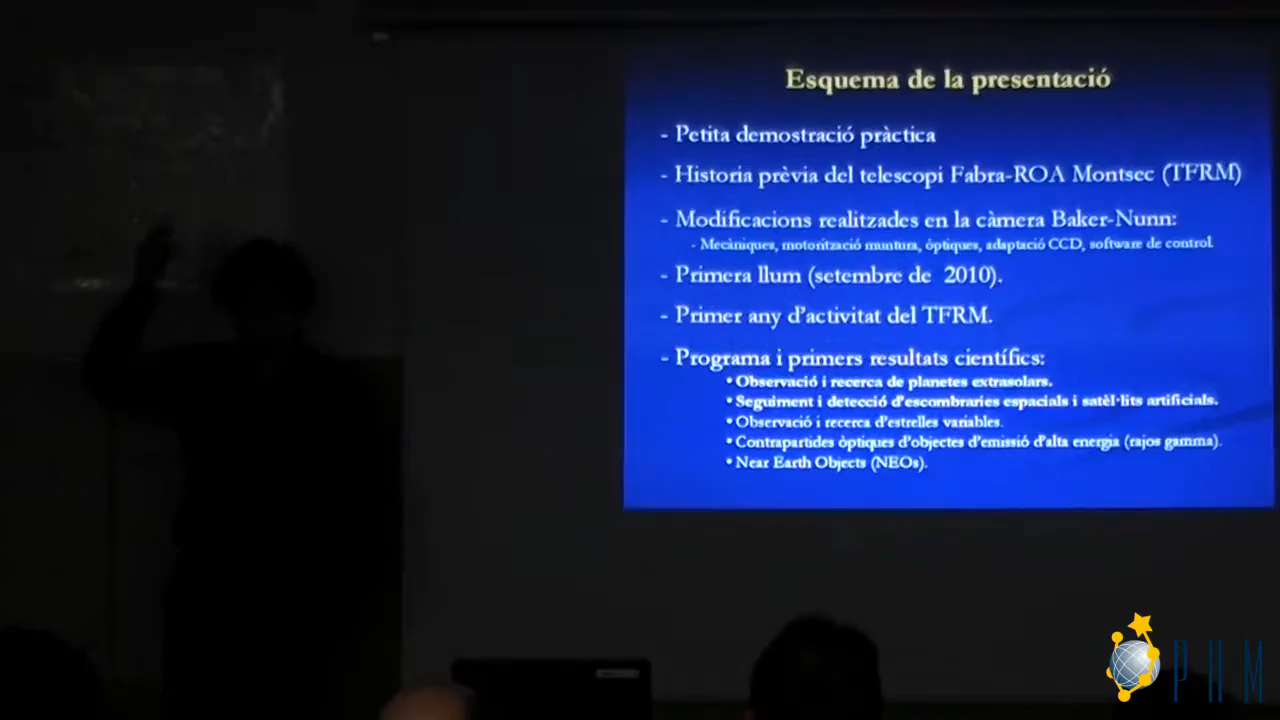 Esquema de la presentació
- Petita demostració pràctica
- Historia prèvia del telescopi Fabra-ROA Montsec (TFRM)
- Modificacions realitzades en la càmera Baker-Nunn:
- Mecàniques, motorització muntura, òptiques, adaptació CCD, software de control.
- Primera llum (setembre de 2010).
- Primer any d'activitat del TFRM.
- Programa i primers resultats científics:
• Observació i recerca de planetes extrasolars.
• Seguiment i detecció d'escombraries espacials i satèl·lits artificials.
• Observació i recerca d'estrelles variables.
• Contrapartides òptiques d'objectes d'emissió d'alta energia (rajos gamma).
• Near Earth Objects (NEOs).
PHM